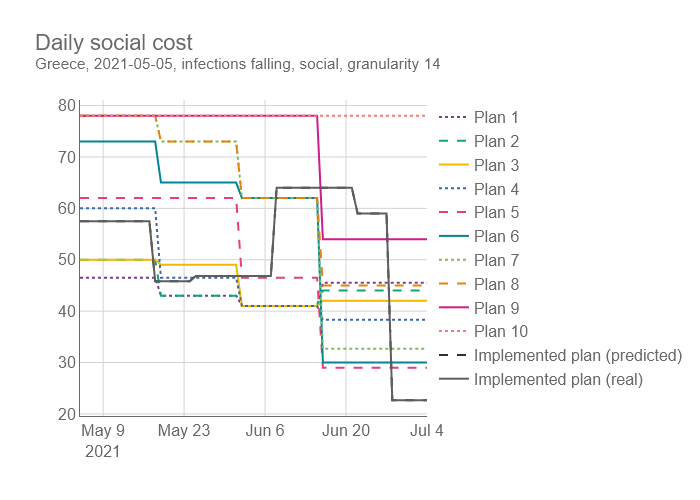 Daily social cost
Greece, 2021-05-05, infections falling, social, granularity 14
80
70
60
50
40
30
20
May 9
2021
May 23
Jun 6
Jun 20
Jul 4
Plan 1
Plan 2
Plan 3
Plan 4
Plan 5
Plan 6
Plan 7
Plan 8
Plan 9
Plan 10
Implemented plan (predicted)
Implemented plan (real)